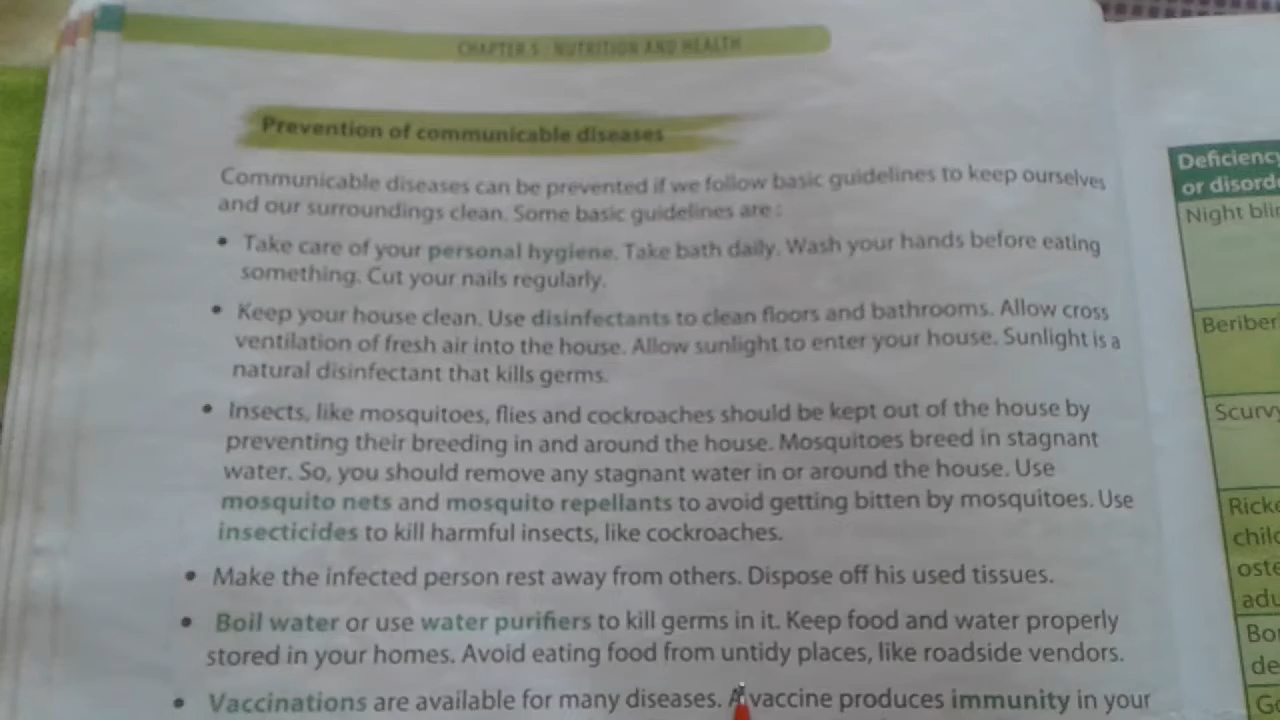 CHAPTER 5 : NUTRITION AND HEALTH
Prevention of communicable diseases
Communicable diseases can be prevented if we follow basic guidelines to keep ourselves
and our surroundings clean. Some basic guidelines are :
• Take care of your personal hygiene. Take bath daily. Wash your hands before eating
something. Cut your nails regularly.
• Keep your house clean. Use disinfectants to clean floors and bathrooms. Allow cross
ventilation of fresh air into the house. Allow sunlight to enter your house. Sunlight is a
natural disinfectant that kills germs.
• Insects, like mosquitoes, flies and cockroaches should be kept out of the house by
preventing their breeding in and around the house. Mosquitoes breed in stagnant
water. So, you should remove any stagnant water in or around the house. Use
mosquito nets and mosquito repellants to avoid getting bitten by mosquitoes. Use
insecticides to kill harmful insects, like cockroaches.
• Make the infected person rest away from others. Dispose off his used tissues.
• Boil water or use water purifiers to kill germs in it. Keep food and water properly
stored in your homes. Avoid eating food from untidy places, like roadside vendors.
• Vaccinations are available for many diseases. A vaccine produces immunity in your
Deficiency
or disord
Night blin
Beriber
Scurvy
Ricke
child
oste
adu
Bo
de
G